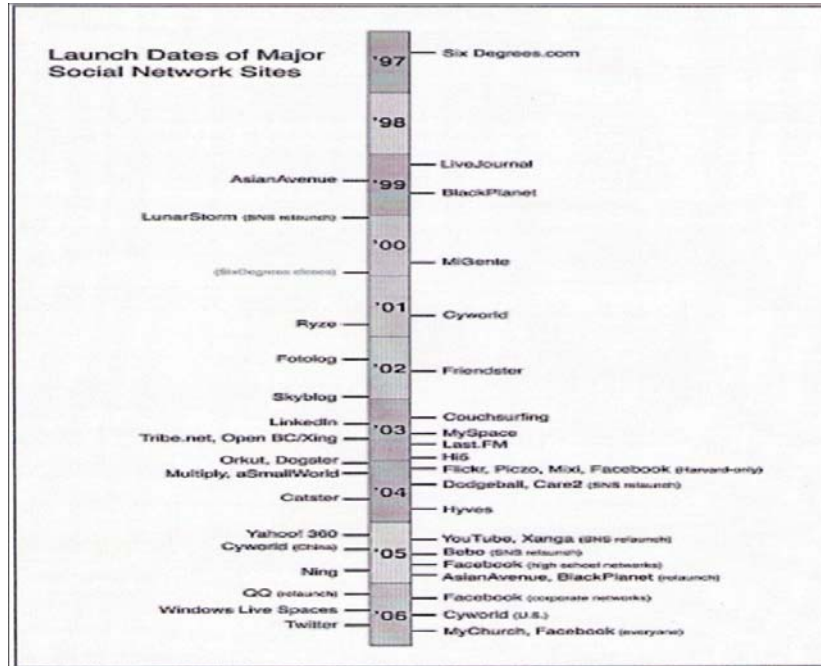 Launch Dates of Major
Social Network Sites
'97
Six Degrees.com
'98
LiveJournal
AsianAvenue
'99
BlackPlanet
LunarStorm (SNS relaunch)
'00
MiGente
(SixDegrees closes)
'01
Cyworld
Ryze
Fotolog
'02
Friendster
Skyblog
Couchsurfing
LinkedIn
'03
MySpace
Tribe.net, Open BC/Xing
Last.FM
Hi5
Orkut, Dogster
Flickr, Piczo, Mixi, Facebook (Harvard-only)
Multiply, aSmallWorld
Dodgeball, Care2 (SNS relaunch)
'04
Catster
Hyves
Yahoo! 360
YouTube, Xanga (SNS relaunch)
Cyworld (China)
'05
Bebo (SNS relaunch)
Facebook (high school networks)
Ning
AsianAvenue, BlackPlanet (relaunch)
QQ (relaunch)
Facebook (corporate networks)
Windows Live Spaces
'06
Cyworld (U.S.)
Twitter
MyChurch, Facebook (everyone)